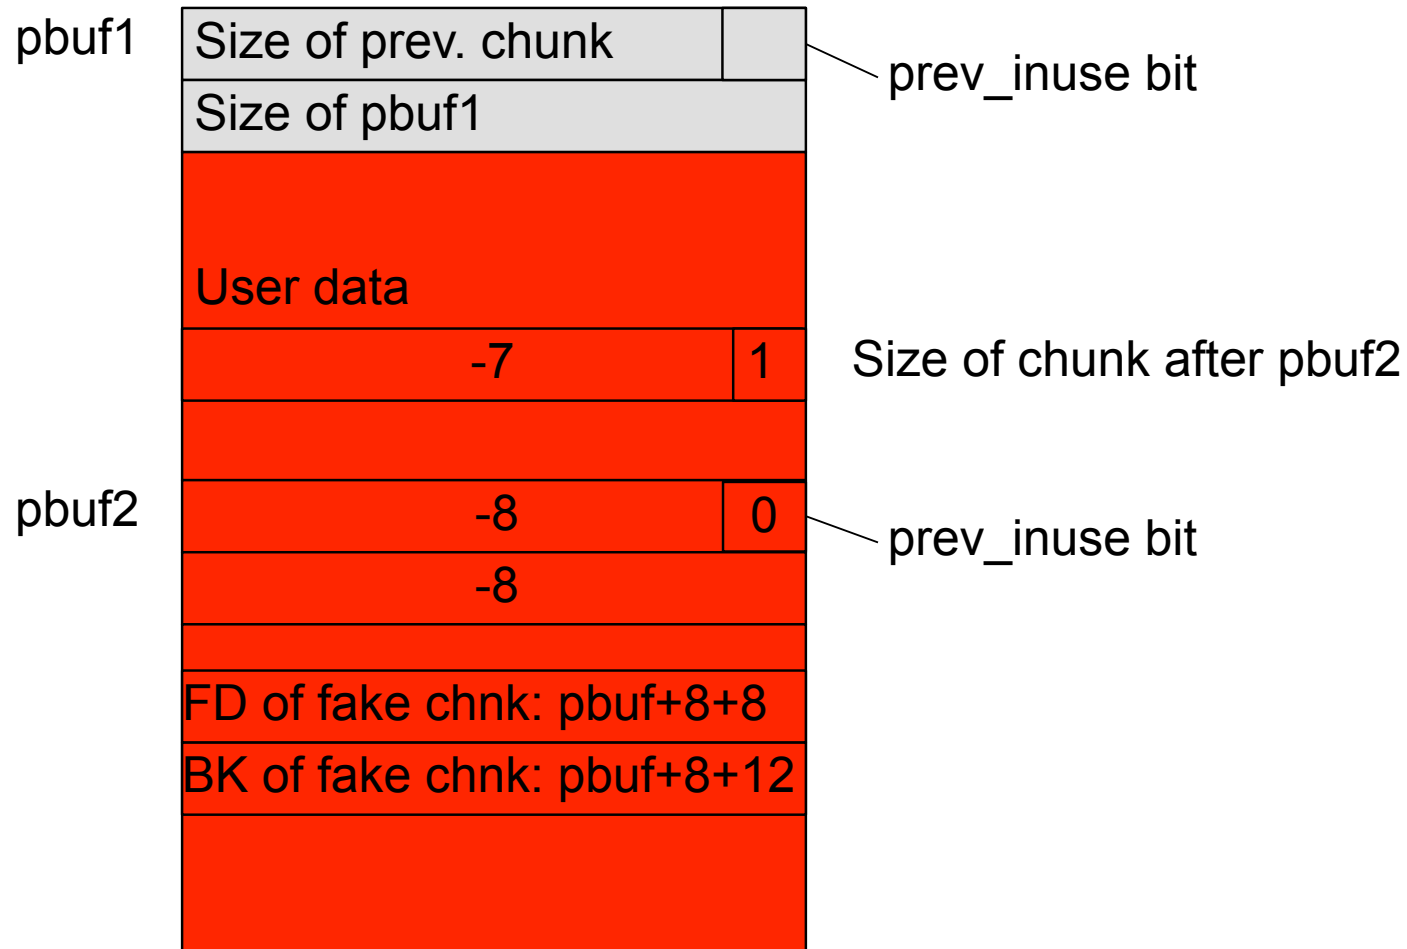 pbuf1
Size of prev. chunk
prev_inuse bit
Size of pbuf1
User data
-7
1
Size of chunk after pbuf2
pbuf2
-8
0
prev_inuse bit
-8
FD of fake chnk: pbuf+8+8
BK of fake chnk: pbuf+8+12